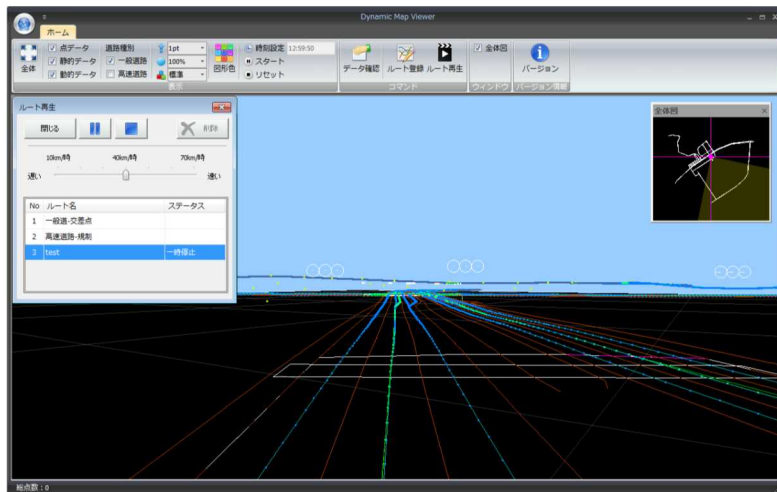 Dynamic Map Viewer
ホーム
全体
点データ
静的データ
動的データ
道路種別
一般道路
高速道路
1pt
100%
標準
図形色
時刻設定 12:59:50
スタート
リセット
表示
データ確認
ルート登録
ルート再生
コマンド
全体図
ウィンドウ
バージョン
バージョン情報
ルート再生
閉じる
削除
10km/時 40km/時 70km/時
遅い 速い
No ルート名 ステータス
1 一般道-交差点
2 高速道路-規制
3 test 一時停止
全体図
総点数:0